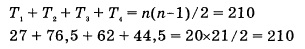 T₁ + T₂ + T₃ + T₄ = n(n−1)/2 = 210
27 + 76,5 + 62 + 44,5 = 20×21/2 = 210